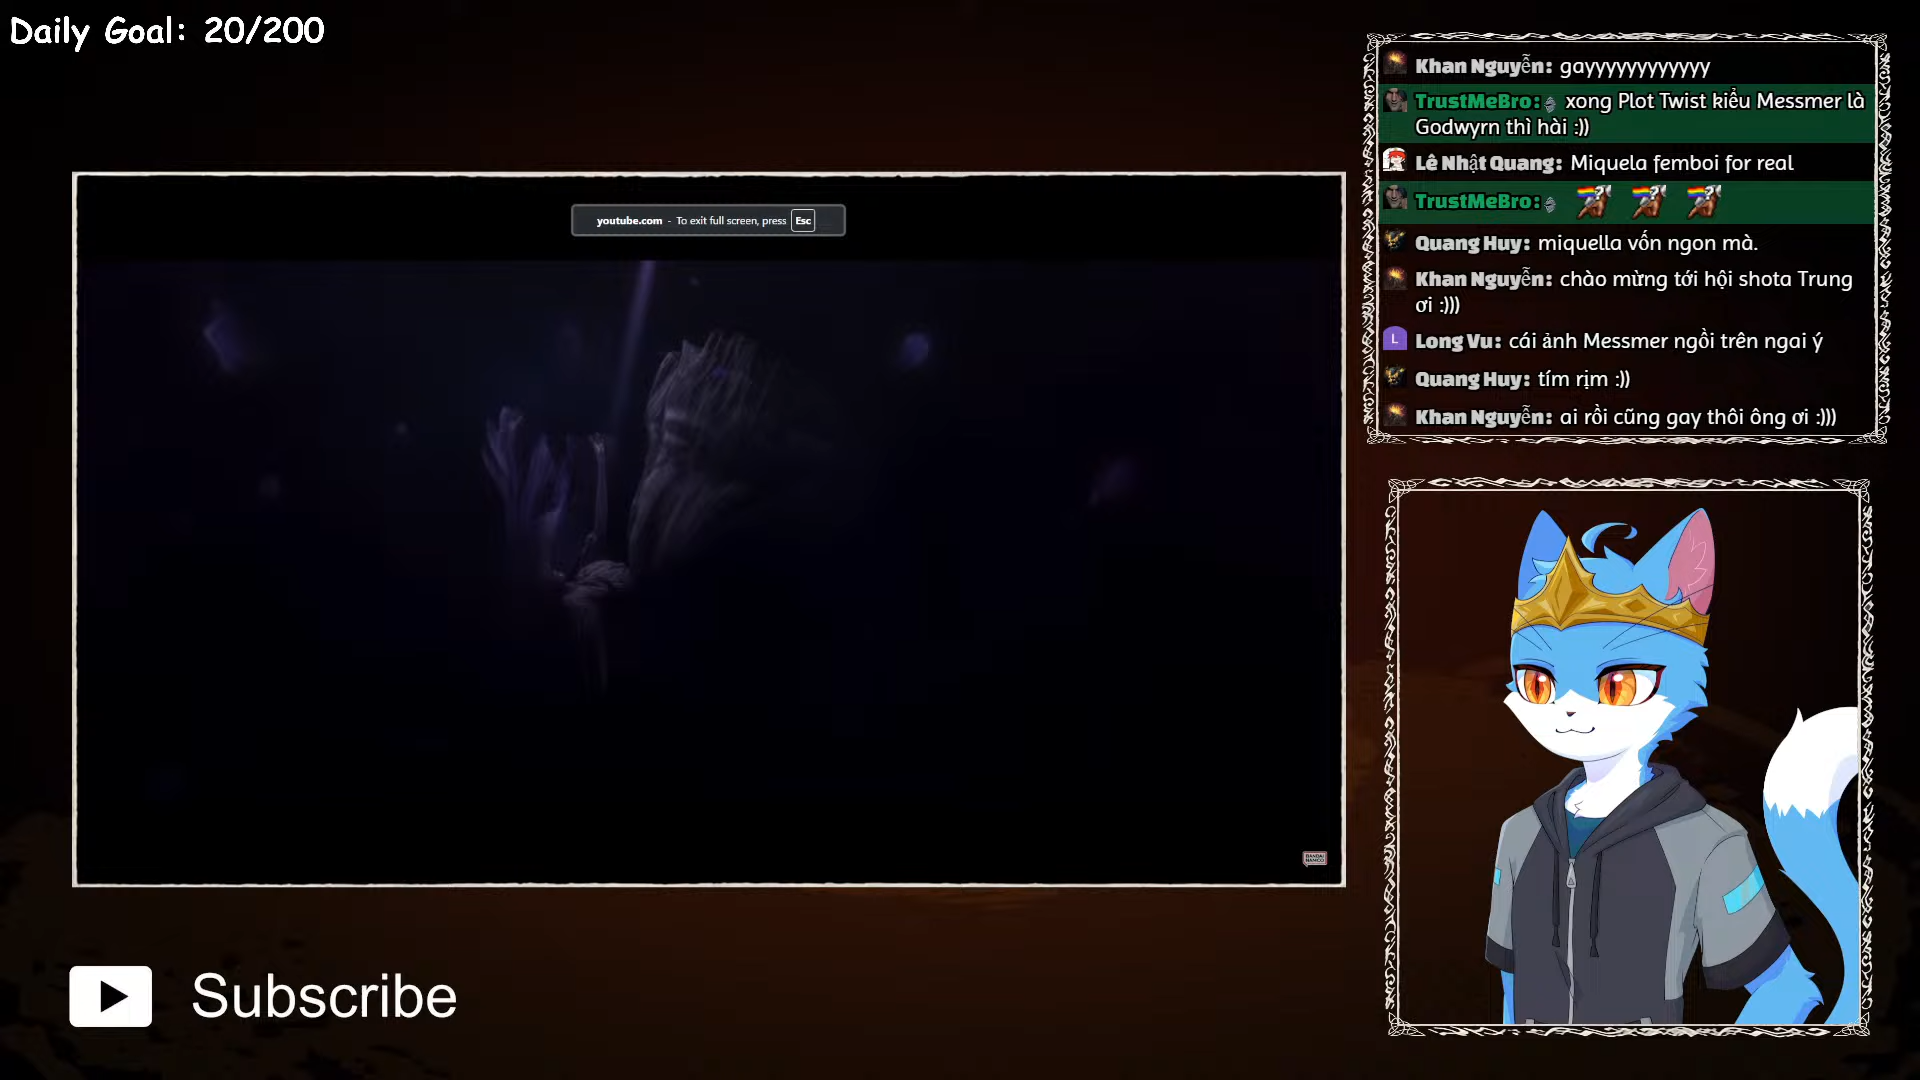 Daily Goal: 20/200
youtube.com - To exit full screen, press Esc
Khan Nguyễn: gayyyyyyyyyyyy
TrustMeBro: xong Plot Twist kiểu Messmer là
Godwyrn thì hài :))
Lê Nhật Quang: Miquela femboi for real
TrustMeBro:
Quang Huy: miquella vốn ngon mà.
Khan Nguyễn: chào mừng tới hội shota Trung
ơi :)))
L Long Vu: cái ảnh Messmer ngồi trên ngai ý
Quang Huy: tím rịm :))
Khan Nguyễn: ai rồi cũng gay thôi ông ơi :)))
BANDAI
NAMCO
Subscribe